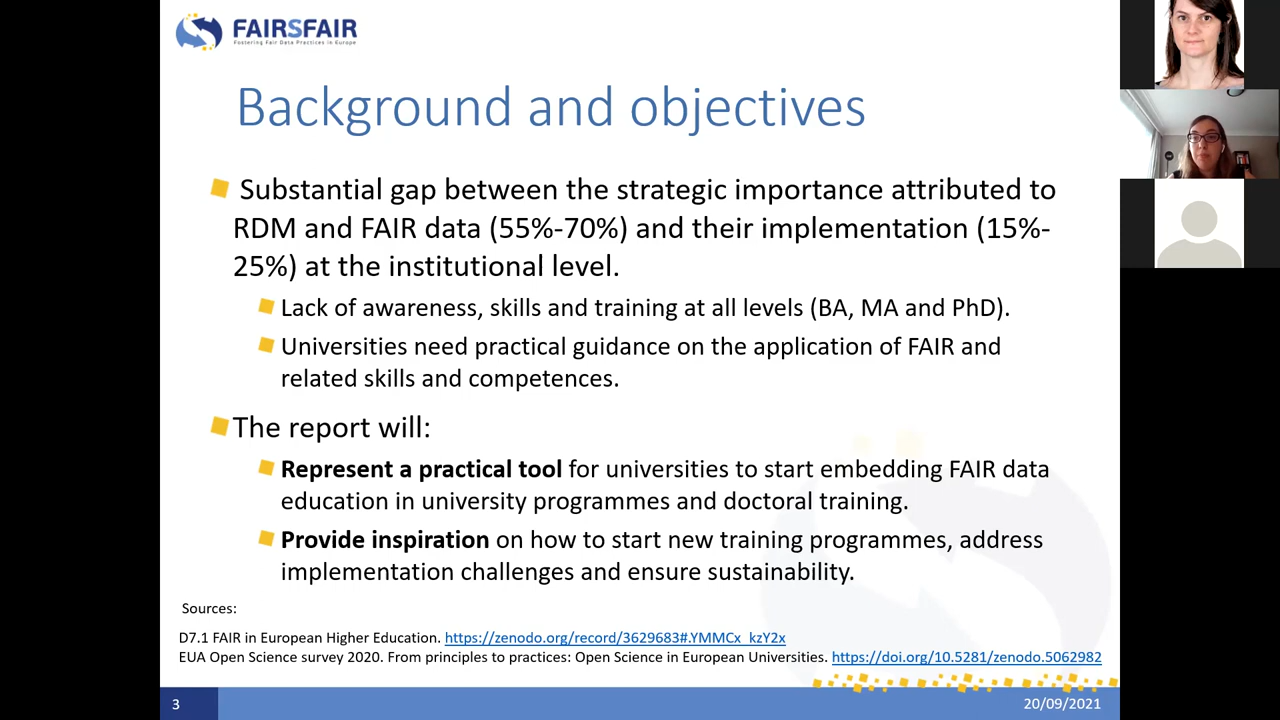 FAIRSFAIR
Fostering Fair Data Practices in Europe
Background and objectives
Substantial gap between the strategic importance attributed to
RDM and FAIR data (55%-70%) and their implementation (15%-
25%) at the institutional level.
Lack of awareness, skills and training at all levels (BA, MA and PhD).
Universities need practical guidance on the application of FAIR and
related skills and competences.
The report will:
Represent a practical tool for universities to start embedding FAIR data
education in university programmes and doctoral training.
Provide inspiration on how to start new training programmes, address
implementation challenges and ensure sustainability.
Sources:
D7.1 FAIR in European Higher Education. https://zenodo.org/record/3629683#.YMMCx_kzY2x
EUA Open Science survey 2020. From principles to practices: Open Science in European Universities. https://doi.org/10.5281/zenodo.5062982
3
20/09/2021